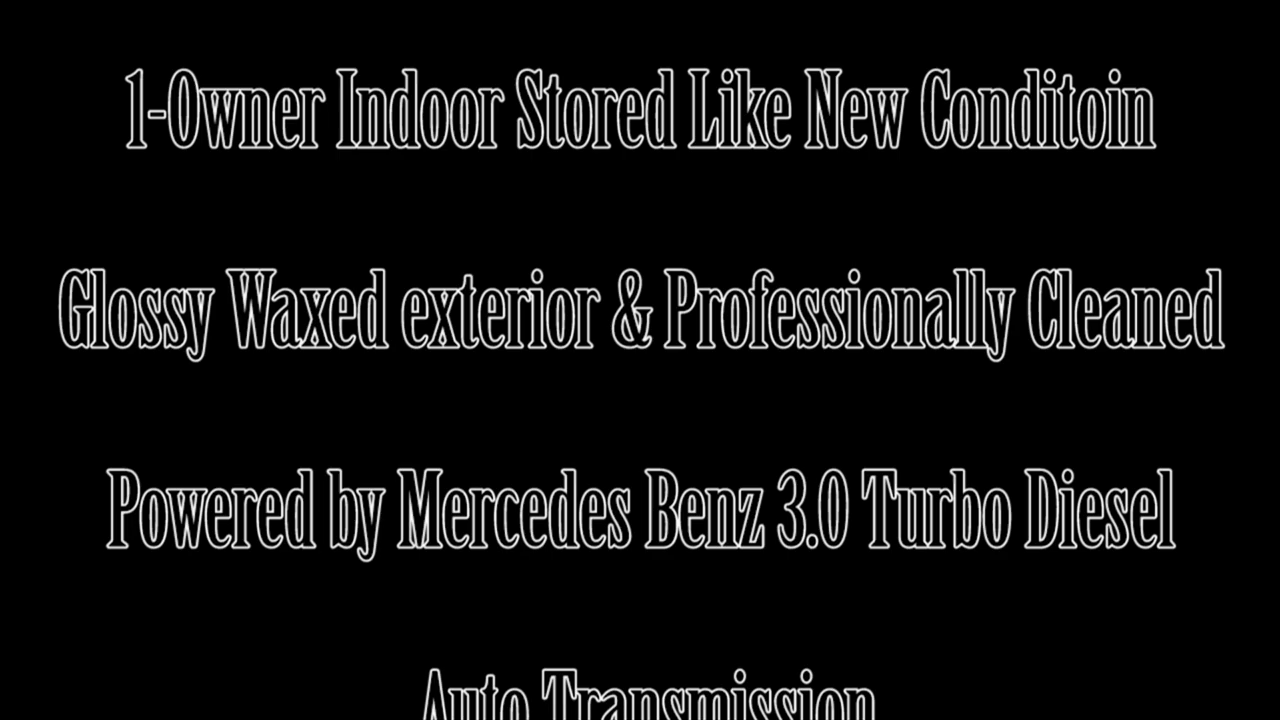 1-Owner Indoor Stored Like New Conditoin
Glossy Waxed exterior & Professionally Cleaned
Powered by Mercedes Benz 3.0 Turbo Diesel
Auto Transmission